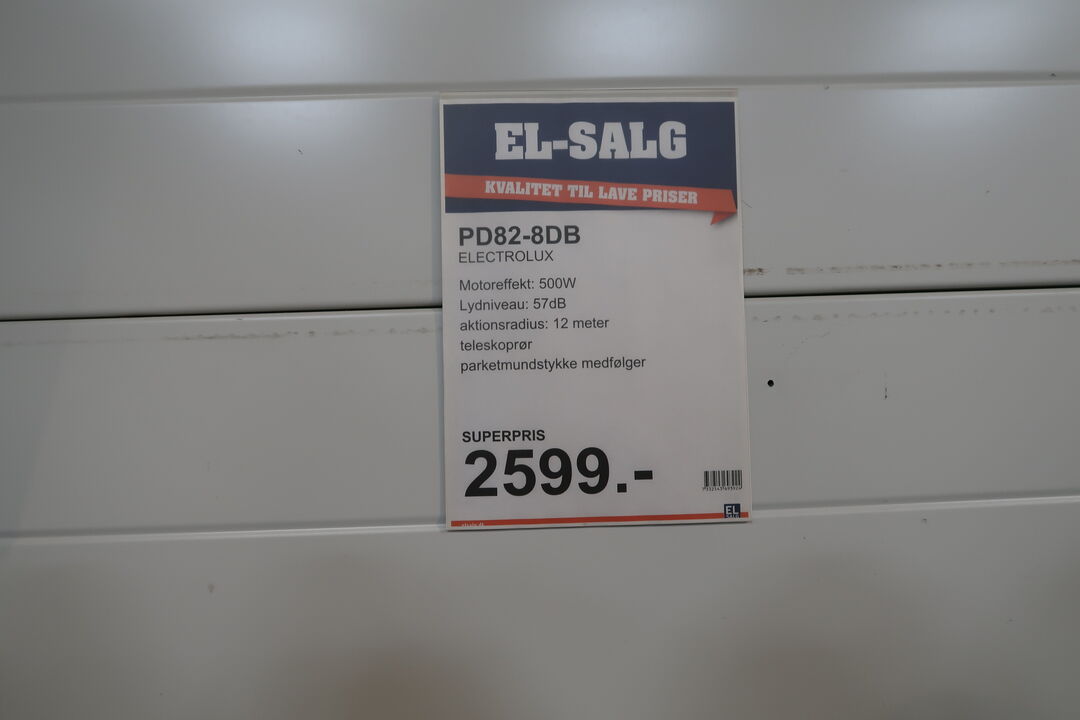 EL-SALG
KVALITET TIL LAVE PRISER
PD82-8DB
ELECTROLUX
Motoreffekt: 500W
Lydniveau: 57dB
aktionsradius: 12 meter
teleskoprør
parketmundstykke medfølger
SUPERPRIS
2599.-
EL
SALG